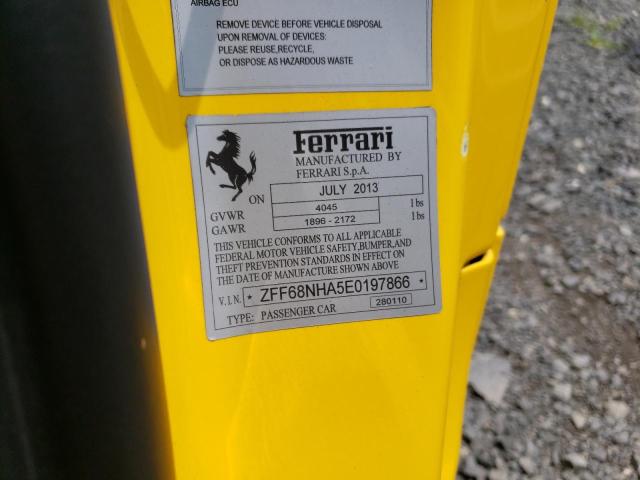 AIRBAG ECU
REMOVE DEVICE BEFORE VEHICLE DISPOSAL
UPON REMOVAL OF DEVICES:
PLEASE REUSE,RECYCLE,
OR DISPOSE AS HAZARDOUS WASTE
Ferrari
MANUFACTURED BY
FERRARI S.p.A.
ON JULY 2013
GVWR 4045 lbs
GAWR 1896 - 2172 lbs
THIS VEHICLE CONFORMS TO ALL APPLICABLE
FEDERAL MOTOR VEHICLE SAFETY,BUMPER,AND
THEFT PREVENTION STANDARDS IN EFFECT ON
THE DATE OF MANUFACTURE SHOWN ABOVE
V.I.N. * ZFF68NHA5E0197866 *
TYPE: PASSENGER CAR 280110